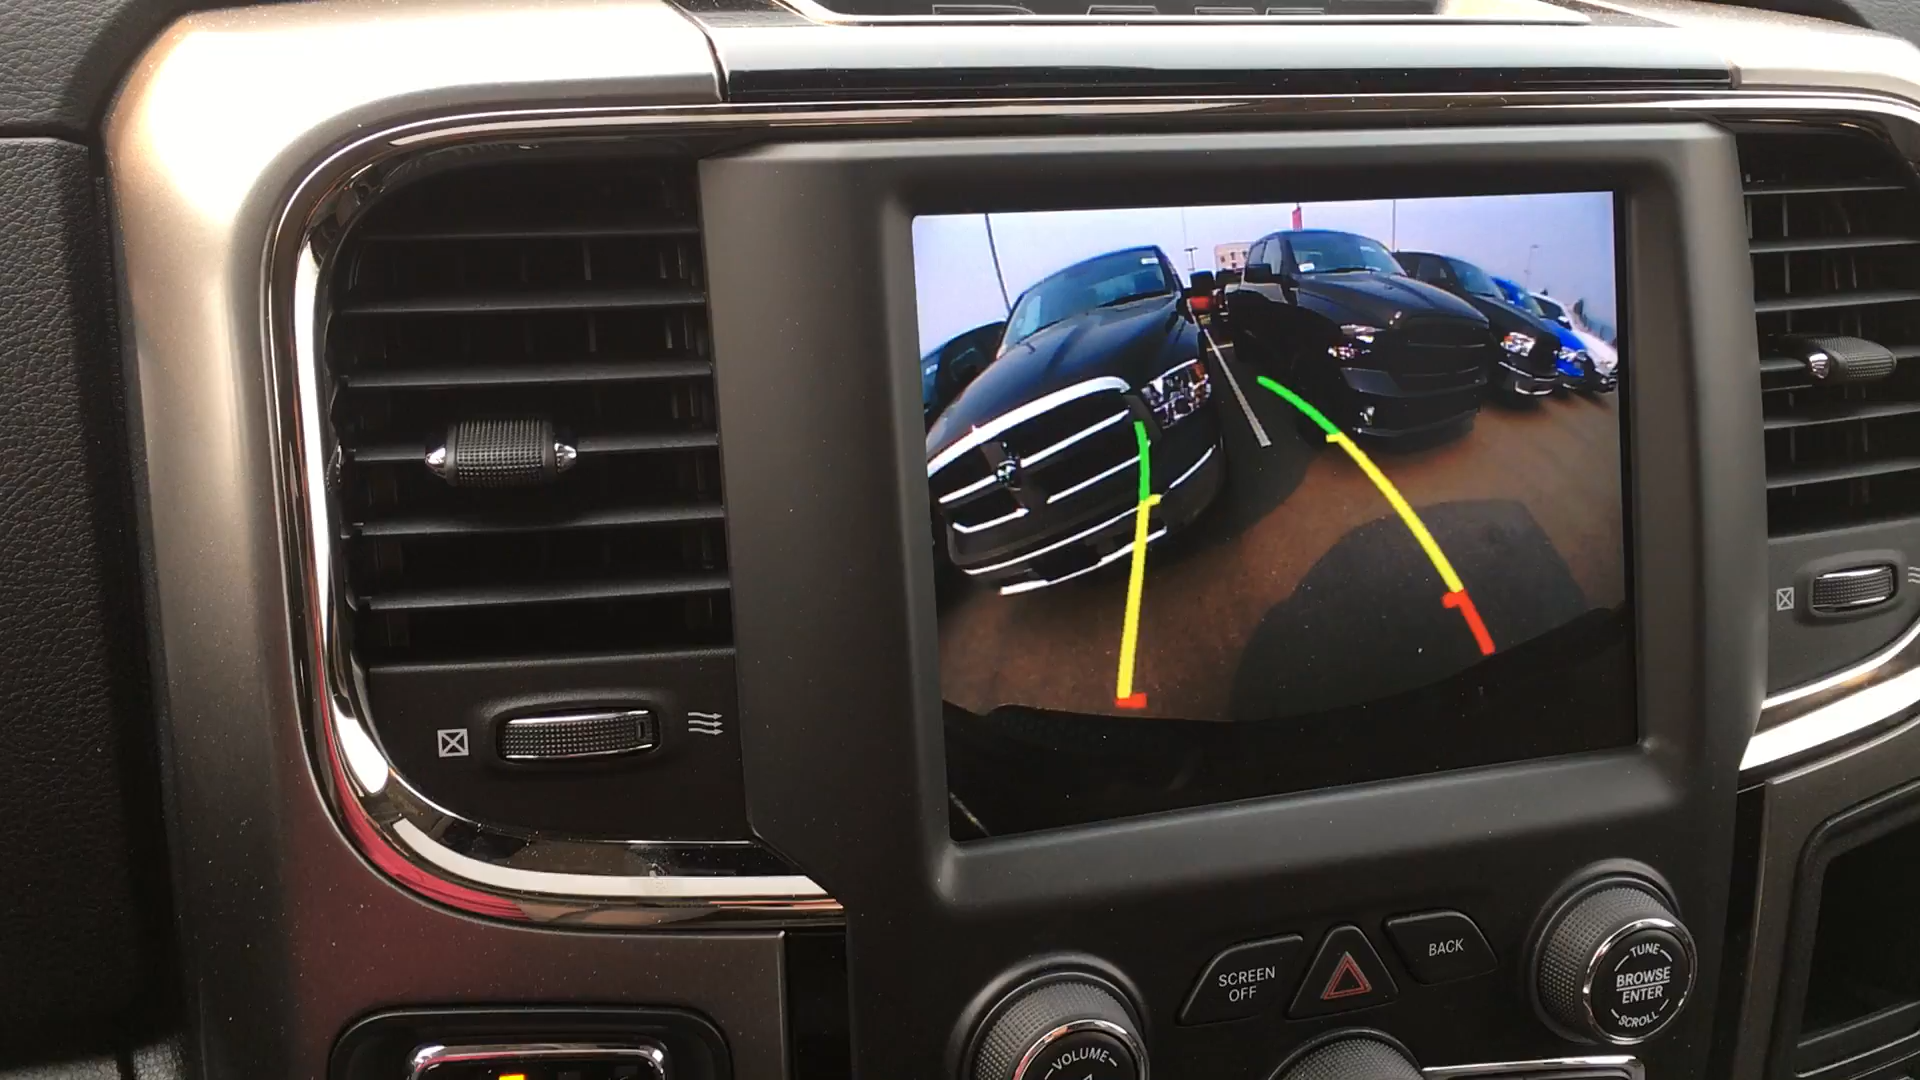 SCREEN
OFF
BACK
TUNE
BROWSE
ENTER
SCROLL
VOLUME